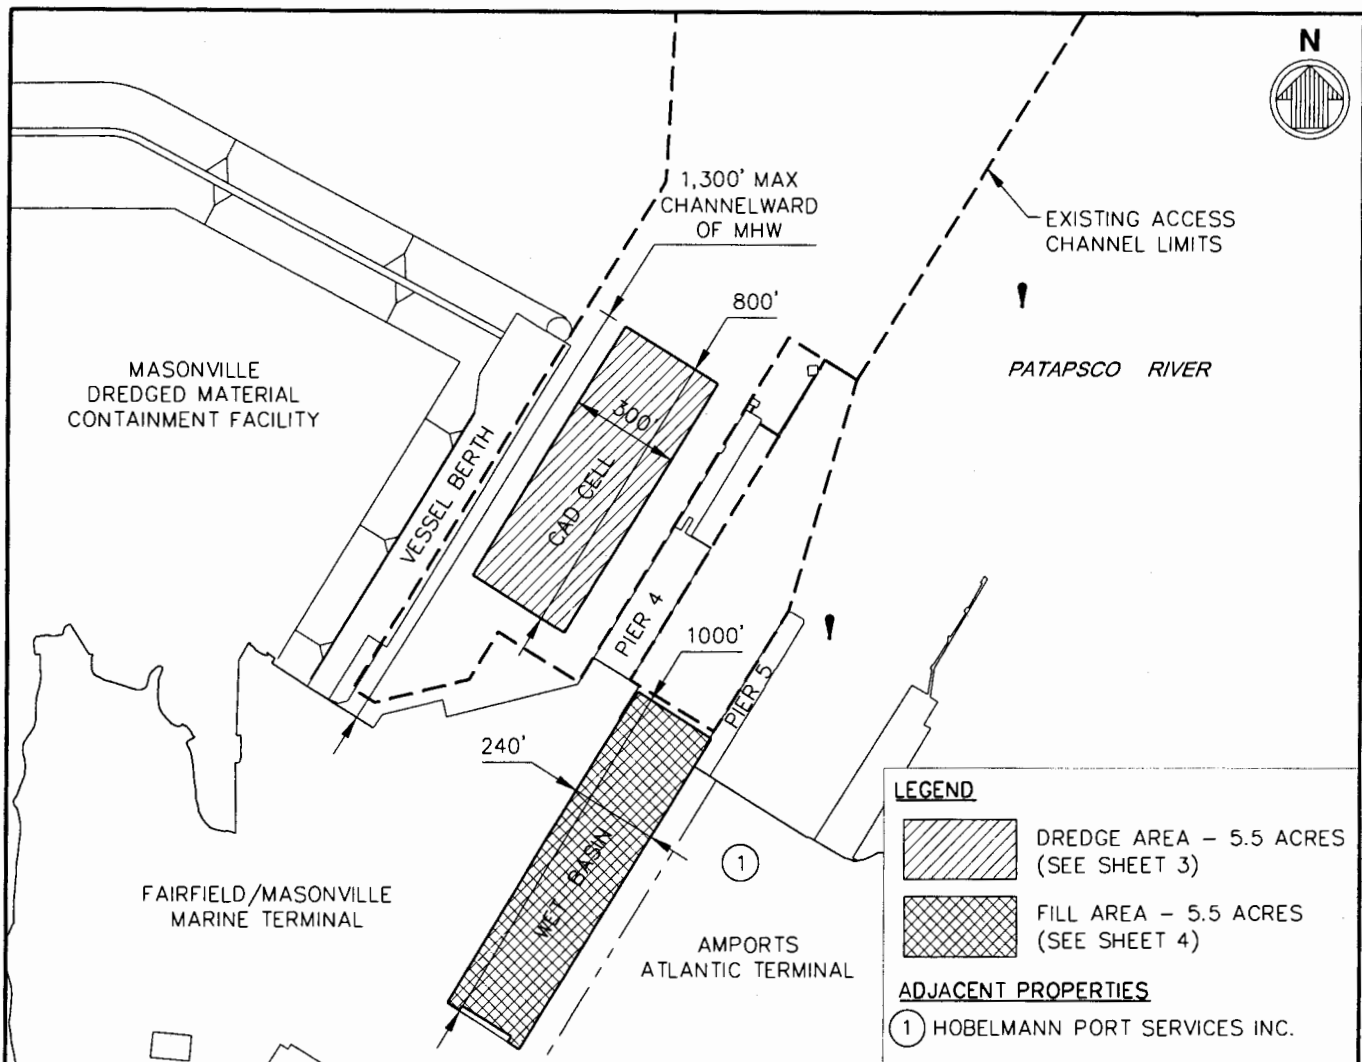 N
1,300' MAX
CHANNELWARD
OF MHW
EXISTING ACCESS
CHANNEL LIMITS
800'
PATAPSCO RIVER
MASONVILLE
DREDGED MATERIAL
CONTAINMENT FACILITY
300'
VESSEL BERTH
CAD CELL
PIER 4
1000'
PIER 5
240'
WET BASIN
1
FAIRFIELD/MASONVILLE
MARINE TERMINAL
AMPORTS
ATLANTIC TERMINAL
LEGEND
DREDGE AREA - 5.5 ACRES
(SEE SHEET 3)
FILL AREA - 5.5 ACRES
(SEE SHEET 4)
ADJACENT PROPERTIES
1 HOBELMANN PORT SERVICES INC.